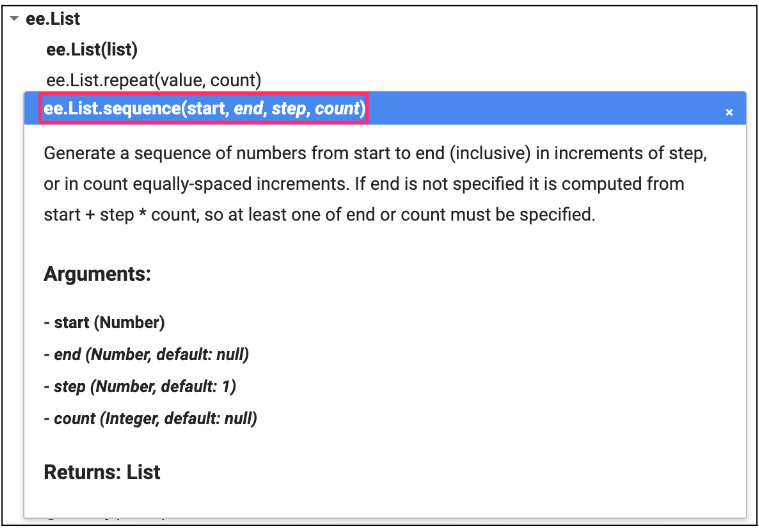 ee.List
ee.List(list)
ee.List.repeat(value, count)
ee.List.sequence(start, end, step, count)
×
Generate a sequence of numbers from start to end (inclusive) in increments of step,
or in count equally-spaced increments. If end is not specified it is computed from
start + step * count, so at least one of end or count must be specified.
Arguments:
- start (Number)
- end (Number, default: null)
- step (Number, default: 1)
- count (Integer, default: null)
Returns: List